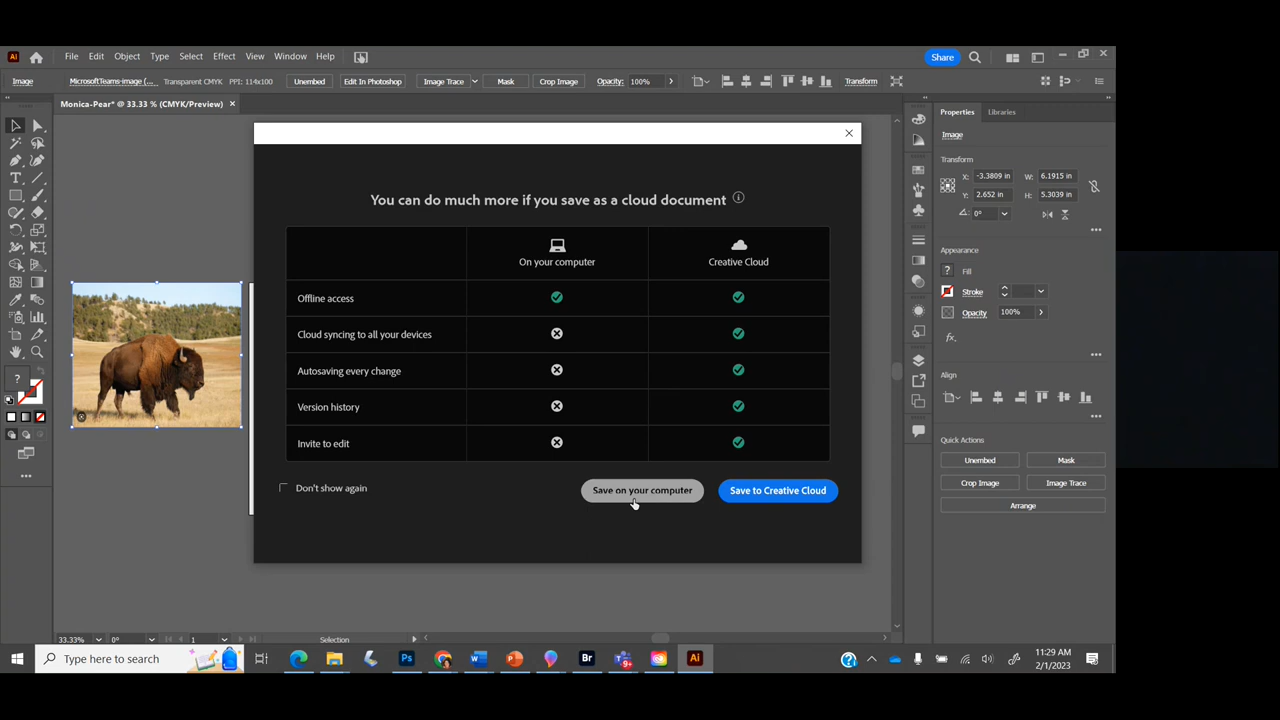 Ai File Edit Object Type Select Effect View Window Help Share
Image MicrosoftTeams-image (... Transparent CMYK PPI: 114x100 Unembed Edit In Photoshop Image Trace Mask Crop Image Opacity: 100% Transform
Monica-Pear* @ 33.33 % (CMYK/Preview)
You can do much more if you save as a cloud document
On your computer Creative Cloud
Offline access
Cloud syncing to all your devices
Autosaving every change
Version history
Invite to edit
Don't show again Save on your computer Save to Creative Cloud
Properties Libraries
Image
Transform
X: -3.3809 in W: 6.1915 in
Y: 2.652 in H: 5.3039 in
0°
Appearance
? Fill
Stroke
Opacity 100%
fx.
Align
Quick Actions
Unembed Mask
Crop Image Image Trace
Arrange
?
33.33% 0° 1 Selection
Type here to search Ps W P Br 9+ Ai
11:29 AM
2/1/2023